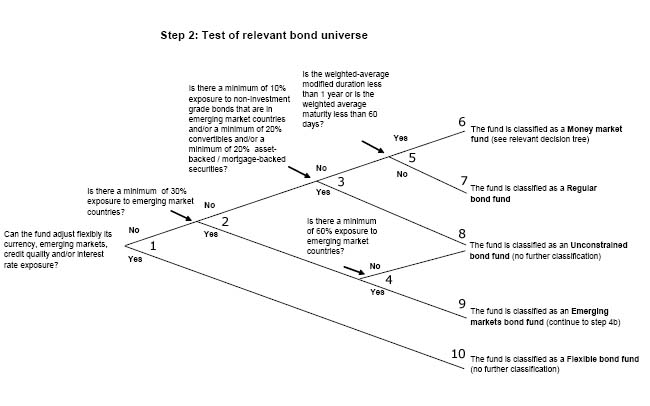 Step 2: Test of relevant bond universe
Is the weighted-average
modified duration less
than 1 year or is the
weighted average
maturity less than 60
days?
Is there a minimum of 10%
exposure to non-investment
grade bonds that are in
emerging market countries
and/or a minimum of 20%
convertibles and/or a
minimum of 20% asset-
backed / mortgage-backed
securities?
6
The fund is classified as a Money market
fund (see relevant decision tree)
Yes
5
No
No
3
Yes
7
The fund is classified as a Regular
bond fund
Is there a minimum of 30%
exposure to emerging market
countries?
No
2
Yes
Is there a minimum
of 60% exposure to
emerging market
countries?
8
The fund is classified as an Unconstrained
bond fund (no further classification)
Can the fund adjust flexibly its
currency, emerging markets,
credit quality and/or interest
rate exposure?
No
1
Yes
No
4
Yes
9
The fund is classified as an Emerging
markets bond fund (continue to step 4b)
10
The fund is classified as a Flexible bond fund
(no further classification)